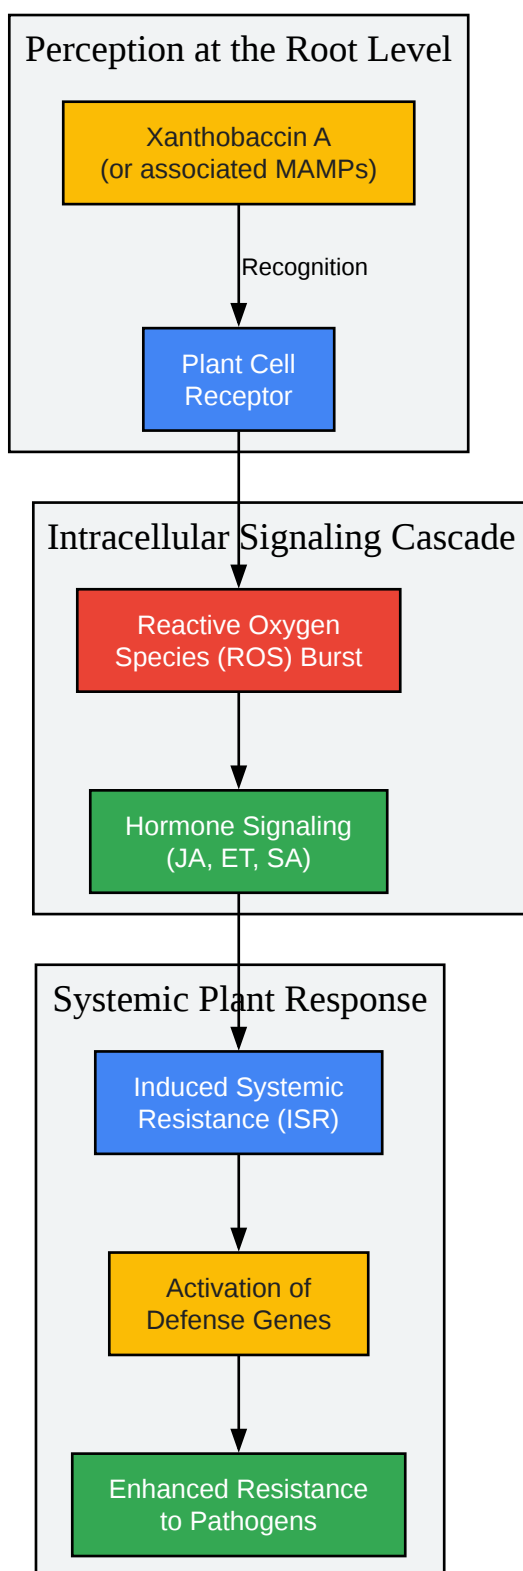 Perception at the Root Level
Xanthobaccin A
(or associated MAMPs)
Recognition
Plant Cell
Receptor
Intracellular Signaling Cascade
Reactive Oxygen
Species (ROS) Burst
Hormone Signaling
(JA, ET, SA)
Systemic Plant Response
Induced Systemic
Resistance (ISR)
Activation of
Defense Genes
Enhanced Resistance
to Pathogens